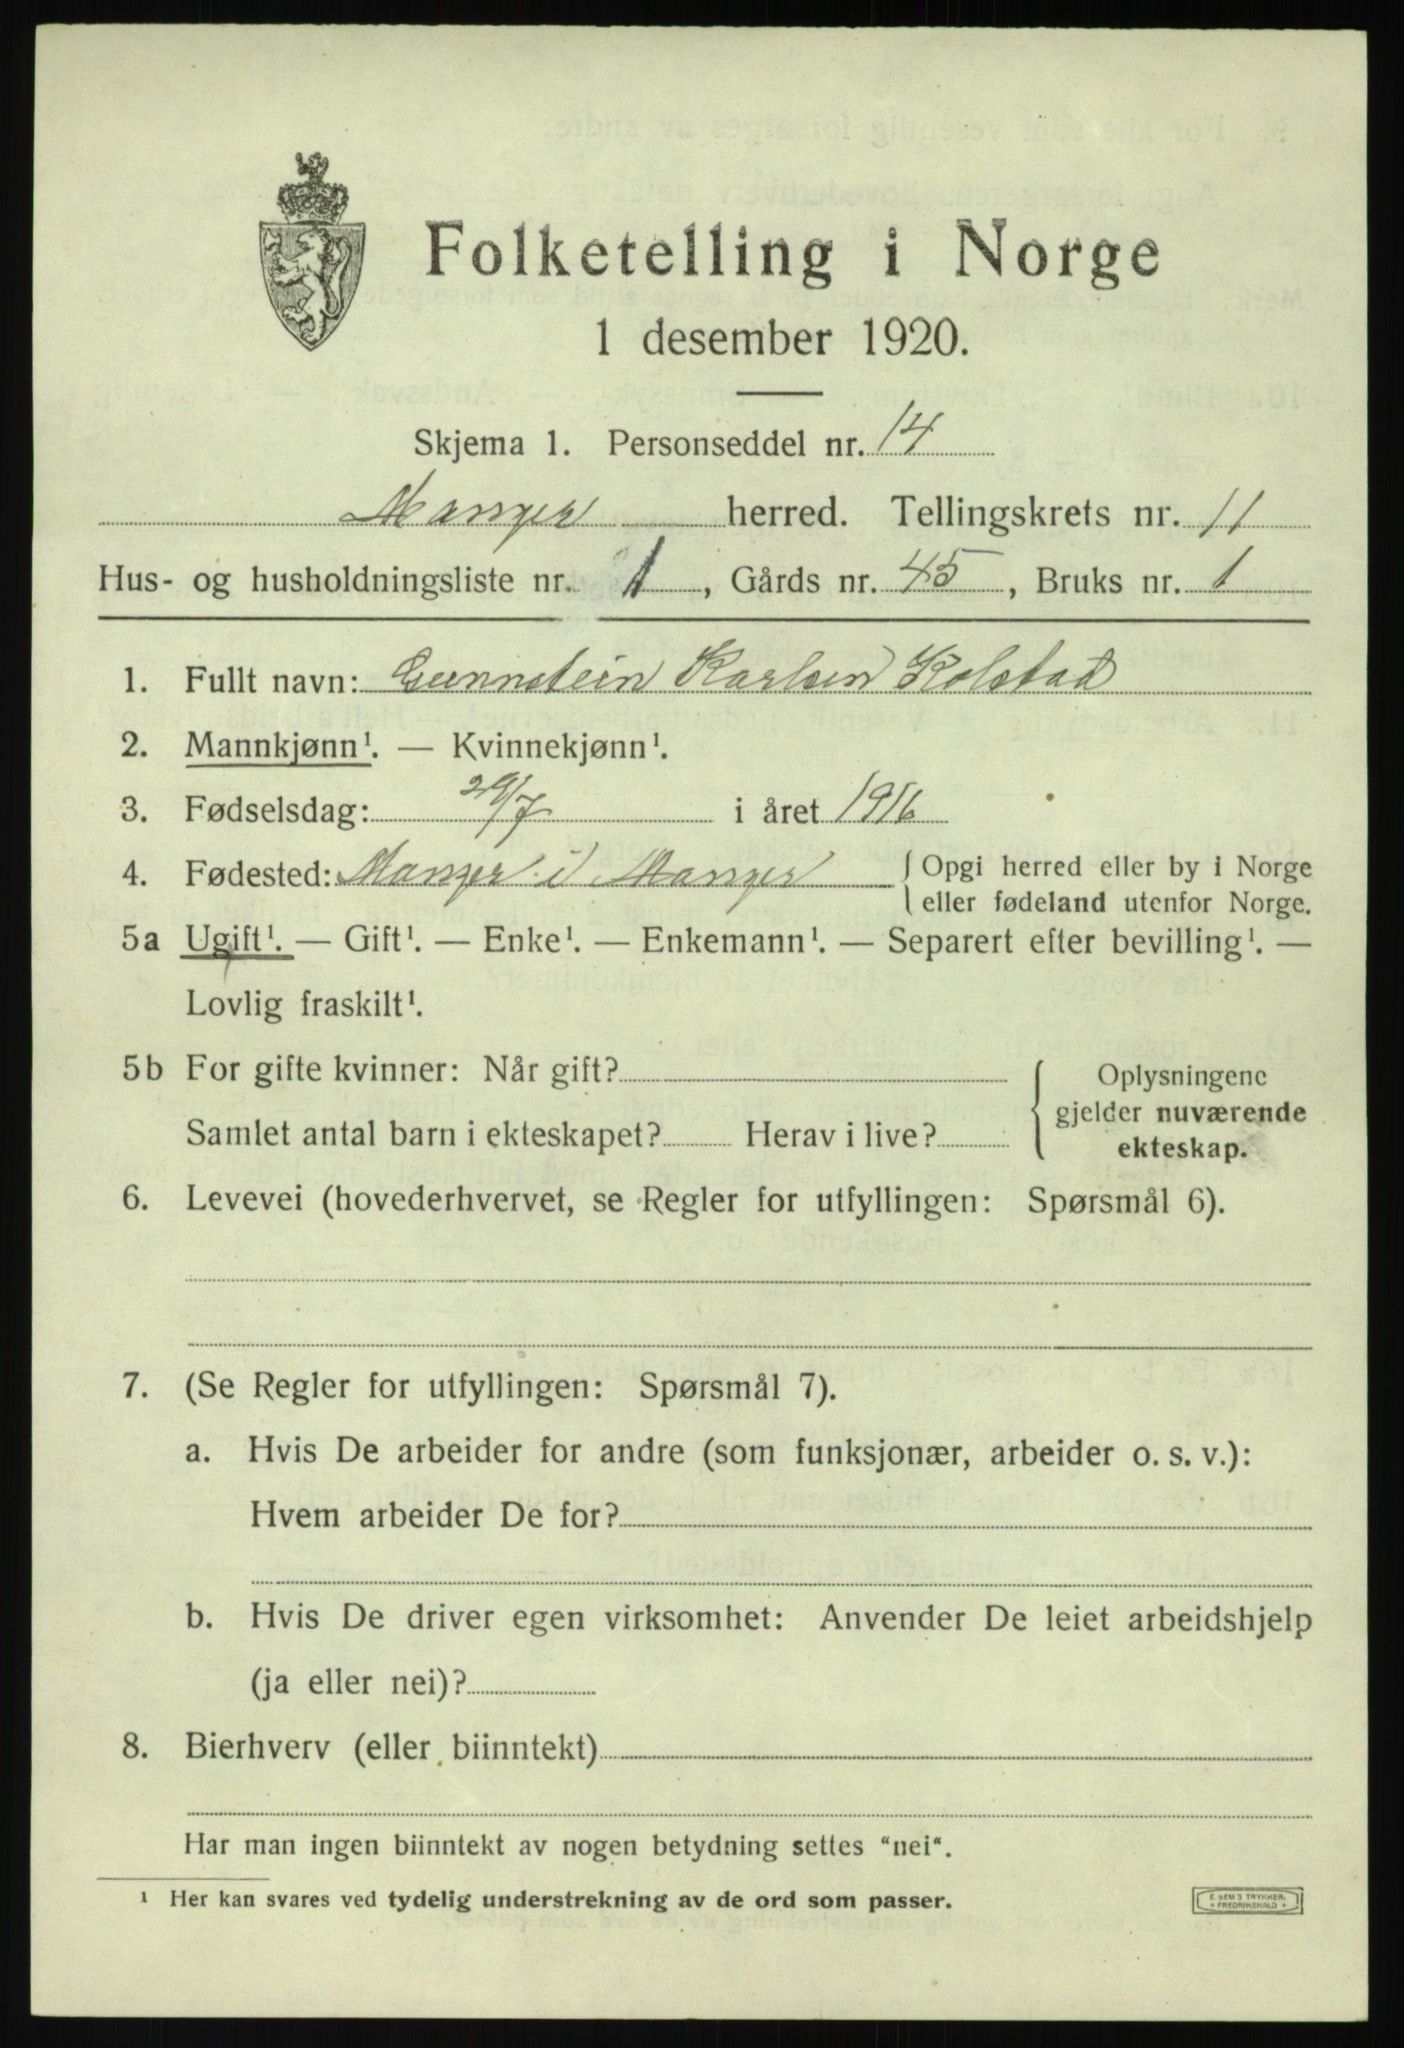 Folketelling i Norge
1 desember 1920.
Skjema 1. Personseddel nr. 14
Manger herred. Tellingskrets nr. 11
Hus- og husholdningsliste nr. 1, Gårds nr. 45, Bruks nr. 1
1. Fullt navn: Gunnstein Karlsen Kolstad
2. Mannkjønn¹. — Kvinnekjønn¹.
3. Fødselsdag: 29/7 i året 1916
4. Fødested: Manger i Manger { Opgi herred eller by i Norge
eller fødeland utenfor Norge.
5a Ugift¹. — Gift¹. — Enke¹. — Enkemann¹. — Separert efter bevilling¹. —
Lovlig fraskilt¹.
5b For gifte kvinner: Når gift?
Samlet antal barn i ekteskapet? Herav i live?
{ Oplysningene
gjelder nuværende
ekteskap.
6. Levevei (hovederhvervet, se Regler for utfyllingen: Spørsmål 6).
7. (Se Regler for utfyllingen: Spørsmål 7).
a. Hvis De arbeider for andre (som funksjonær, arbeider o. s. v.):
Hvem arbeider De for?
b. Hvis De driver egen virksomhet: Anvender De leiet arbeidshjelp
(ja eller nei)?
8. Bierhverv (eller biinntekt)
Har man ingen biinntekt av nogen betydning settes "nei".
¹ Her kan svares ved tydelig understrekning av de ord som passer.
E. SEM'S TRYKKERI
FREDRIKSHALD